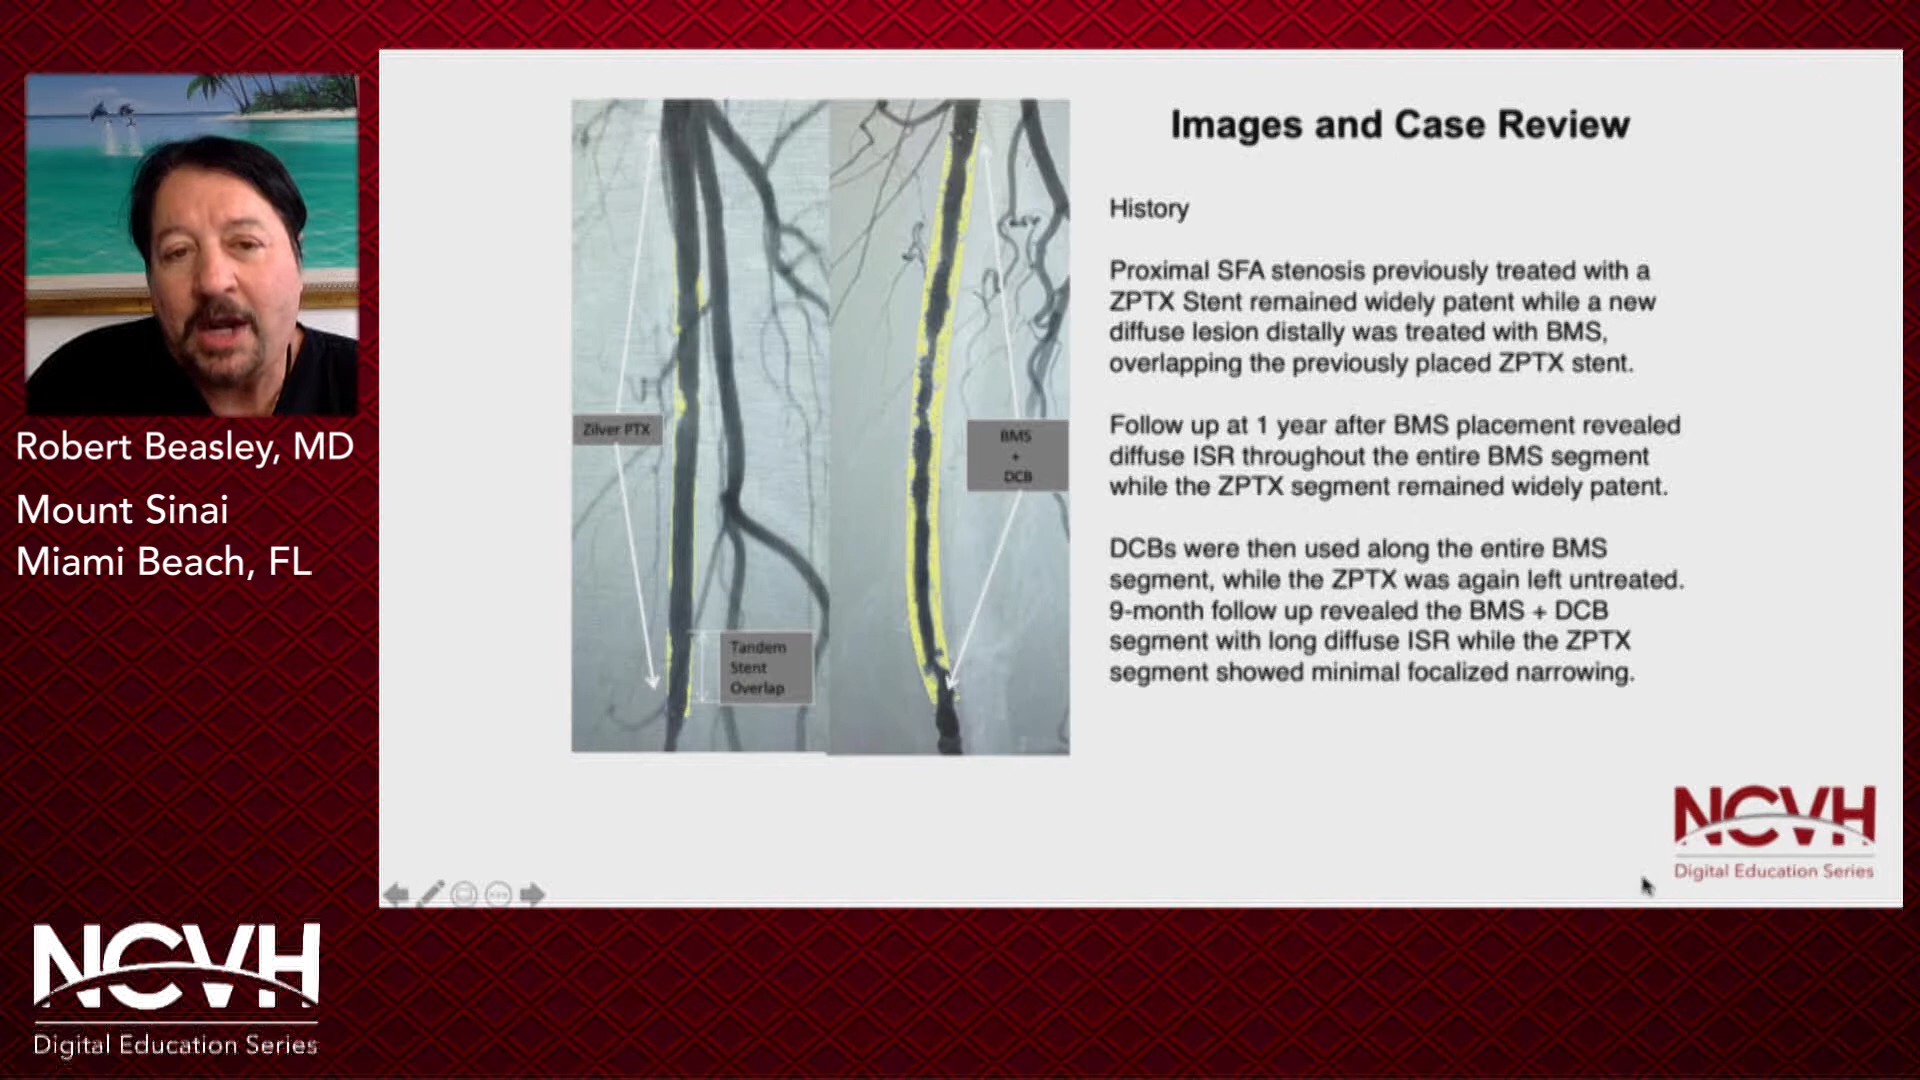 Robert Beasley, MD
Mount Sinai
Miami Beach, FL
NCVH
Digital Education Series
Zilver PTX
Tandem
Stent
Overlap
BMS
+
DCB
Images and Case Review
History
Proximal SFA stenosis previously treated with a
ZPTX Stent remained widely patent while a new
diffuse lesion distally was treated with BMS,
overlapping the previously placed ZPTX stent.
Follow up at 1 year after BMS placement revealed
diffuse ISR throughout the entire BMS segment
while the ZPTX segment remained widely patent.
DCBs were then used along the entire BMS
segment, while the ZPTX was again left untreated.
9-month follow up revealed the BMS + DCB
segment with long diffuse ISR while the ZPTX
segment showed minimal focalized narrowing.
NCVH
Digital Education Series